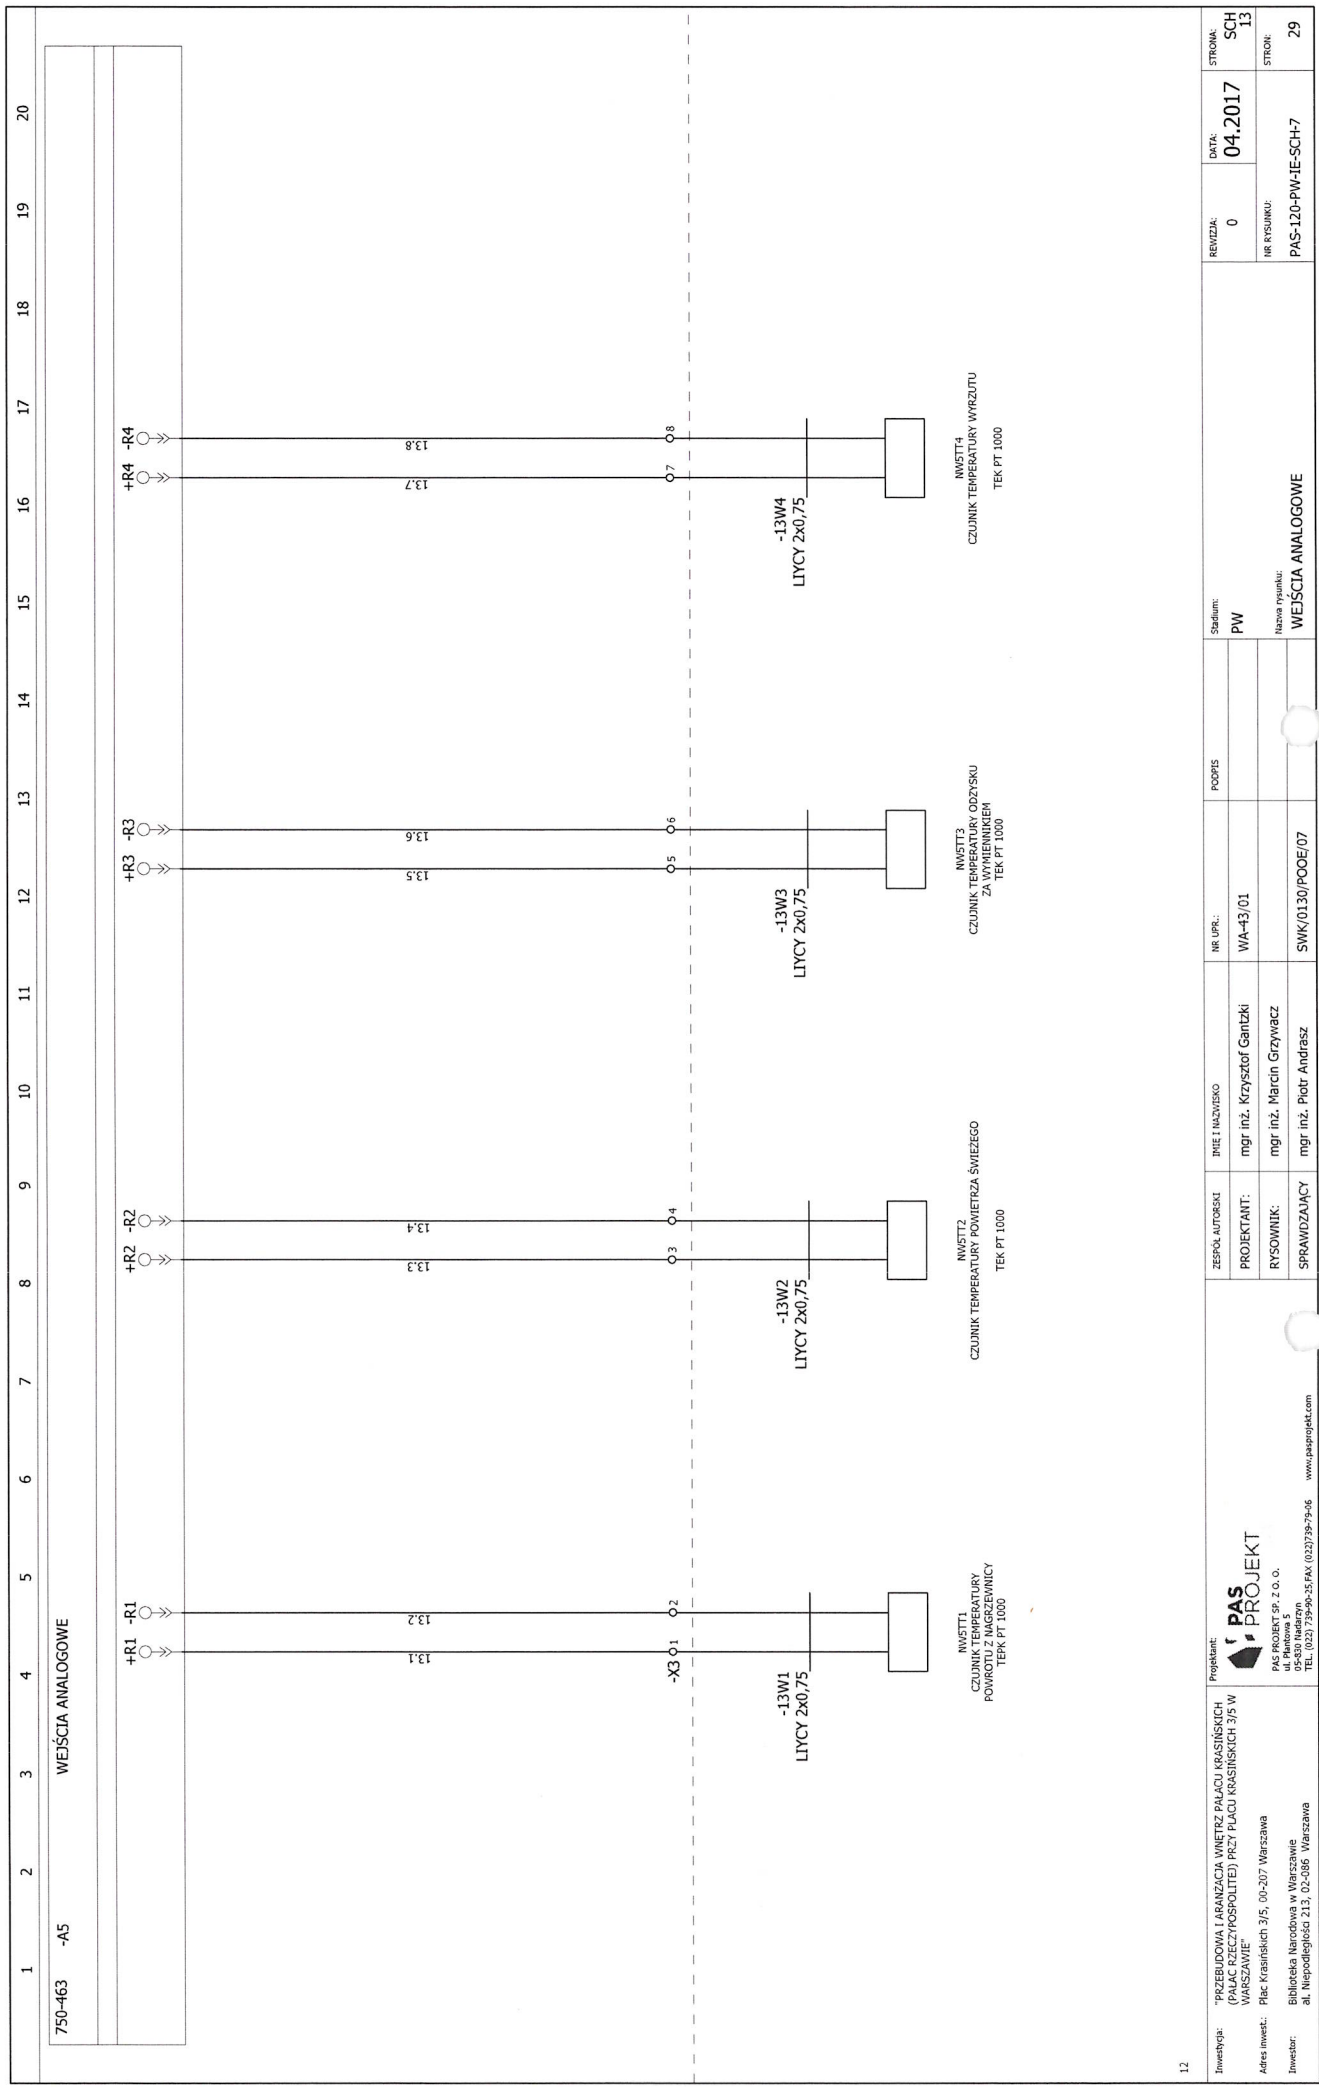 1 2 3 4 5 6 7 8 9 10 11 12 13 14 15 16 17 18 19 20
750-463 -A5 WEJŚCIA ANALOGOWE
+R1 -R1 +R2 -R2 +R3 -R3 +R4 -R4
13.1 13.2 13.3 13.4 13.5 13.6 13.7 13.8
-X3 1 2 3 4 5 6 7 8
-13W1
LIYCY 2x0,75
-13W2
LIYCY 2x0,75
-13W3
LIYCY 2x0,75
-13W4
LIYCY 2x0,75
NW5TT1
CZUJNIK TEMPERATURY
POWROTU Z NAGRZEWNICY
TEPK PT 1000
NW5TT2
CZUJNIK TEMPERATURY POWIETRZA ŚWIEŻEGO
TEK PT 1000
NW5TT3
CZUJNIK TEMPERATURY ODZYSKU
ZA WYMIENNIKIEM
TEK PT 1000
NW5TT4
CZUJNIK TEMPERATURY WYRZUTU
TEK PT 1000
12
Inwestycja: "PRZEBUDOWA I ARANŻACJA WNĘTRZ PAŁACU KRASIŃSKICH
(PAŁAC RZECZYPOSPOLITEJ) PRZY PLACU KRASIŃSKICH 3/5 W
WARSZAWIE"
Adres inwest.: Plac Krasińskich 3/5, 00-207 Warszawa
Inwestor: Biblioteka Narodowa w Warszawie
al. Niepodległości 213, 02-086 Warszawa
Projektant:
PAS
PROJEKT
PAS PROJEKT SP. Z O. O.
ul. Plantowa 5
05-830 Nadarzyn
TEL. (022) 739-90-25,FAX (022)739-79-06 www.pasprojekt.com
ZESPÓŁ AUTORSKI IMIĘ I NAZWISKO NR UPR.: PODPIS
PROJEKTANT: mgr inż. Krzysztof Gantzki WA-43/01
RYSOWNIK: mgr inż. Marcin Grzywacz
SPRAWDZAJĄCY mgr inż. Piotr Andrasz SWK/0130/POOE/07
Stadium:
PW
Nazwa rysunku:
WEJŚCIA ANALOGOWE
REWIZJA:
0
DATA:
04.2017
STRONA:
SCH
13
NR RYSUNKU:
PAS-120-PW-IE-SCH-7
STRON:
29